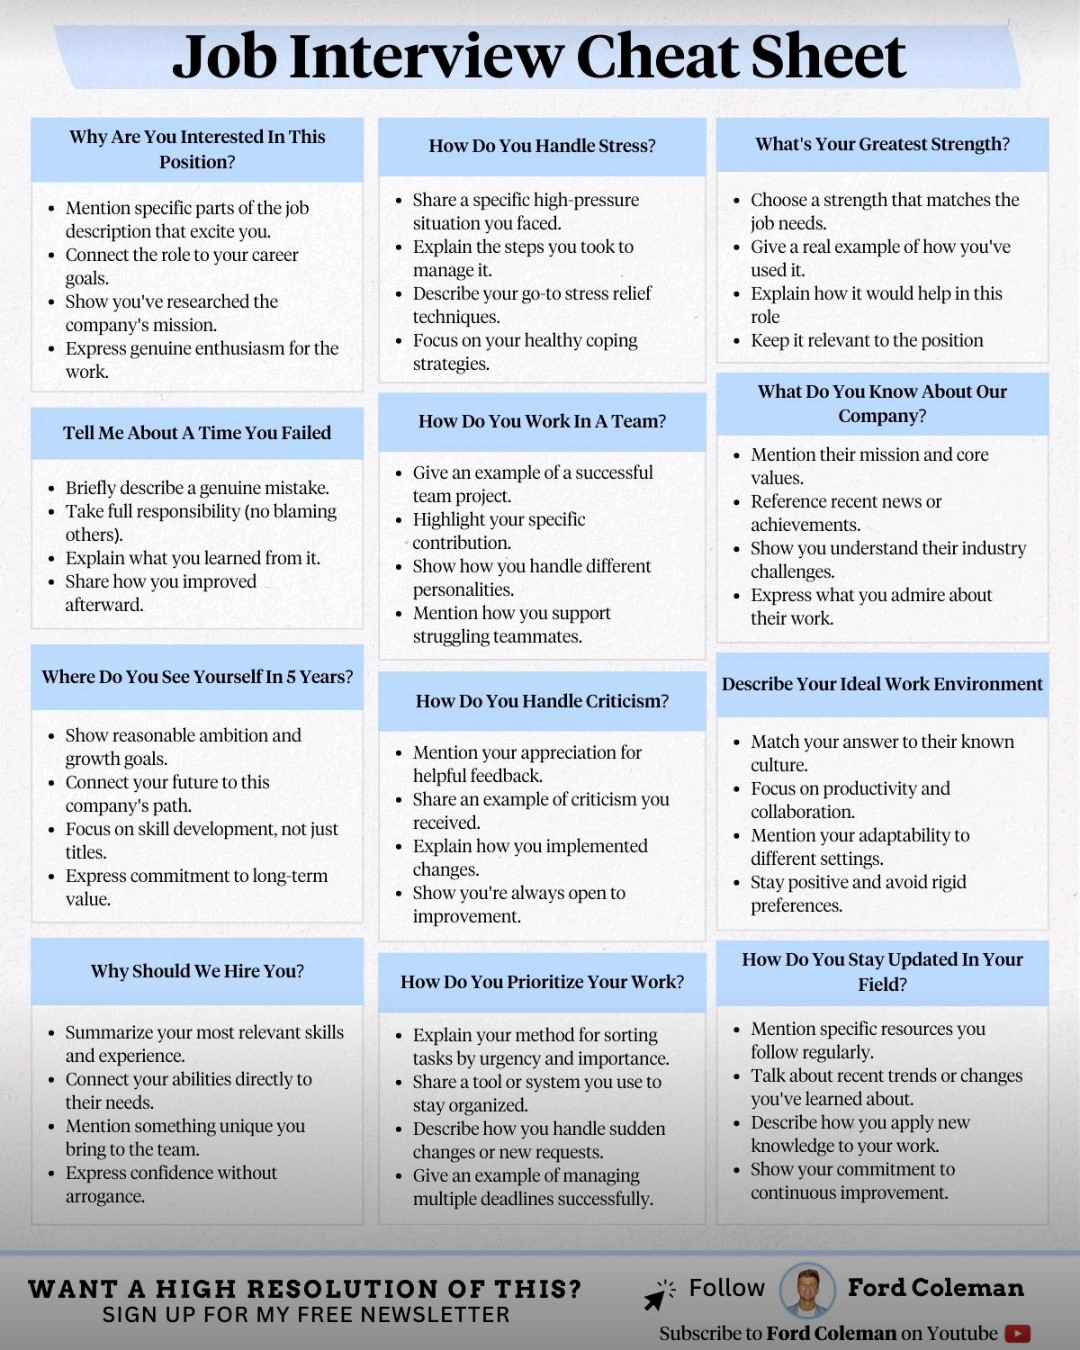 Job Interview Cheat Sheet
Why Are You Interested In This
Position?
• Mention specific parts of the job
description that excite you.
• Connect the role to your career
goals.
• Show you've researched the
company's mission.
• Express genuine enthusiasm for the
work.
Tell Me About A Time You Failed
• Briefly describe a genuine mistake.
• Take full responsibility (no blaming
others).
• Explain what you learned from it.
• Share how you improved
afterward.
Where Do You See Yourself In 5 Years?
• Show reasonable ambition and
growth goals.
• Connect your future to this
company's path.
• Focus on skill development, not just
titles.
• Express commitment to long-term
value.
Why Should We Hire You?
• Summarize your most relevant skills
and experience.
• Connect your abilities directly to
their needs.
• Mention something unique you
bring to the team.
• Express confidence without
arrogance.
How Do You Handle Stress?
• Share a specific high-pressure
situation you faced.
• Explain the steps you took to
manage it.
• Describe your go-to stress relief
techniques.
• Focus on your healthy coping
strategies.
How Do You Work In A Team?
• Give an example of a successful
team project.
• Highlight your specific
contribution.
• Show how you handle different
personalities.
• Mention how you support
struggling teammates.
How Do You Handle Criticism?
• Mention your appreciation for
helpful feedback.
• Share an example of criticism you
received.
• Explain how you implemented
changes.
• Show you're always open to
improvement.
How Do You Prioritize Your Work?
• Explain your method for sorting
tasks by urgency and importance.
• Share a tool or system you use to
stay organized.
• Describe how you handle sudden
changes or new requests.
• Give an example of managing
multiple deadlines successfully.
What's Your Greatest Strength?
• Choose a strength that matches the
job needs.
• Give a real example of how you've
used it.
• Explain how it would help in this
role
• Keep it relevant to the position
What Do You Know About Our
Company?
• Mention their mission and core
values.
• Reference recent news or
achievements.
• Show you understand their industry
challenges.
• Express what you admire about
their work.
Describe Your Ideal Work Environment
• Match your answer to their known
culture.
• Focus on productivity and
collaboration.
• Mention your adaptability to
different settings.
• Stay positive and avoid rigid
preferences.
How Do You Stay Updated In Your
Field?
• Mention specific resources you
follow regularly.
• Talk about recent trends or changes
you've learned about.
• Describe how you apply new
knowledge to your work.
• Show your commitment to
continuous improvement.
WANT A HIGH RESOLUTION OF THIS?
SIGN UP FOR MY FREE NEWSLETTER
Follow Ford Coleman
Subscribe to Ford Coleman on Youtube